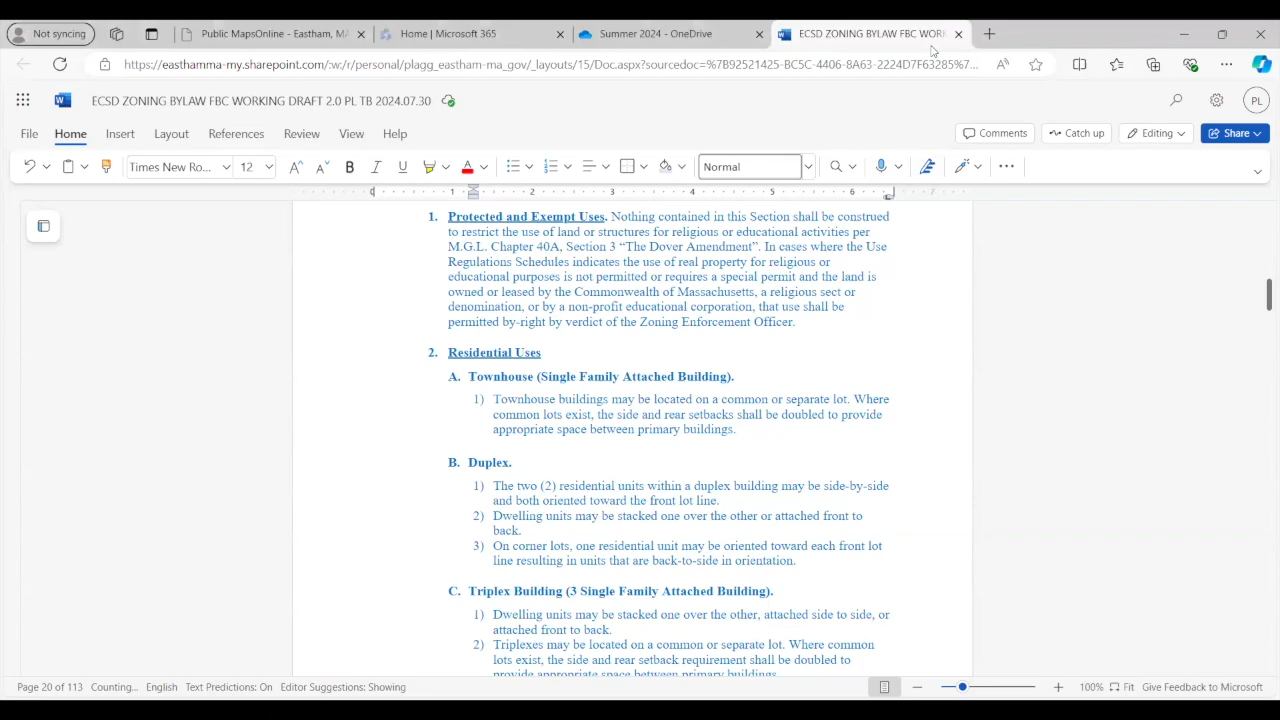 Not syncing
Public MapsOnline - Eastham, MA
Home | Microsoft 365
Summer 2024 - OneDrive
ECSD ZONING BYLAW FBC WORK
https://easthamma-my.sharepoint.com/:w:/r/personal/plagg_eastham-ma_gov/_layouts/15/Doc.aspx?sourcedoc=%7B92521425-BC5C-4406-8A63-2224D7F63285%7...
ECSD ZONING BYLAW FBC WORKING DRAFT 2.0 PL TB 2024.07.30
PL
File Home Insert Layout References Review View Help
Comments Catch up Editing Share
Times New Ro... 12 Normal
1 2 3 4 5 6 7
1. Protected and Exempt Uses. Nothing contained in this Section shall be construed
to restrict the use of land or structures for religious or educational activities per
M.G.L. Chapter 40A, Section 3 “The Dover Amendment”. In cases where the Use
Regulations Schedules indicates the use of real property for religious or
educational purposes is not permitted or requires a special permit and the land is
owned or leased by the Commonwealth of Massachusetts, a religious sect or
denomination, or by a non-profit educational corporation, that use shall be
permitted by-right by verdict of the Zoning Enforcement Officer.
2. Residential Uses
A. Townhouse (Single Family Attached Building).
1) Townhouse buildings may be located on a common or separate lot. Where
common lots exist, the side and rear setbacks shall be doubled to provide
appropriate space between primary buildings.
B. Duplex.
1) The two (2) residential units within a duplex building may be side-by-side
and both oriented toward the front lot line.
2) Dwelling units may be stacked one over the other or attached front to
back.
3) On corner lots, one residential unit may be oriented toward each front lot
line resulting in units that are back-to-side in orientation.
C. Triplex Building (3 Single Family Attached Building).
1) Dwelling units may be stacked one over the other, attached side to side, or
attached front to back.
2) Triplexes may be located on a common or separate lot. Where common
lots exist, the side and rear setback requirement shall be doubled to
provide appropriate space between primary buildings.
Page 20 of 113 Counting... English Text Predictions: On Editor Suggestions: Showing
100% Fit Give Feedback to Microsoft